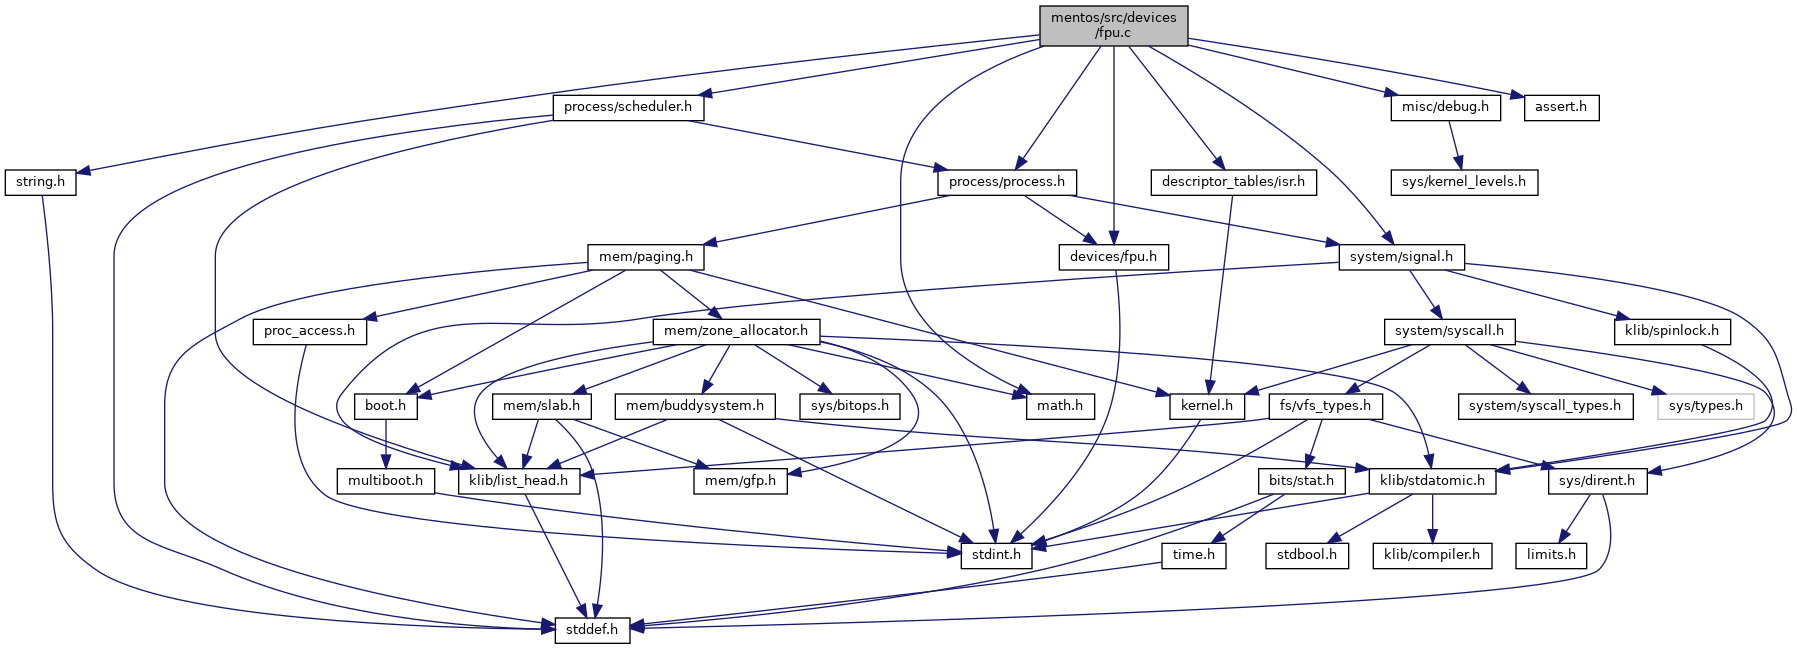 mentos/src/devices
/fpu.c
process/scheduler.h
misc/debug.h
assert.h
string.h
process/process.h
descriptor_tables/isr.h
sys/kernel_levels.h
mem/paging.h
devices/fpu.h
system/signal.h
proc_access.h
mem/zone_allocator.h
system/syscall.h
klib/spinlock.h
boot.h
mem/slab.h
mem/buddysystem.h
sys/bitops.h
math.h
kernel.h
fs/vfs_types.h
system/syscall_types.h
sys/types.h
multiboot.h
klib/list_head.h
mem/gfp.h
bits/stat.h
klib/stdatomic.h
sys/dirent.h
stdint.h
time.h
stdbool.h
klib/compiler.h
limits.h
stddef.h